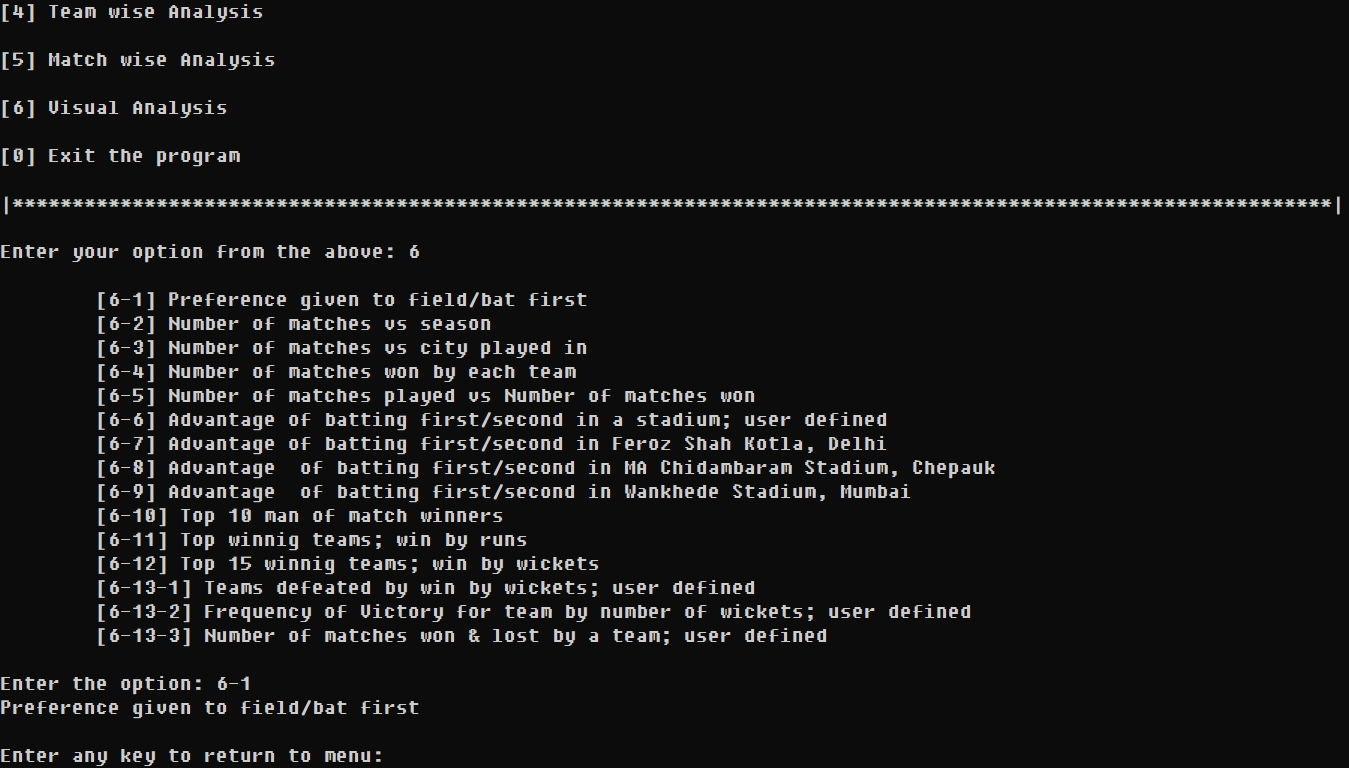 [4] Team wise Analysis
[5] Match wise Analysis
[6] Visual Analysis
[0] Exit the program
|**************************************************************************************************************|
Enter your option from the above: 6
[6-1] Preference given to field/bat first
[6-2] Number of matches vs season
[6-3] Number of matches vs city played in
[6-4] Number of matches won by each team
[6-5] Number of matches played vs Number of matches won
[6-6] Advantage of batting first/second in a stadium; user defined
[6-7] Advantage of batting first/second in Feroz Shah Kotla, Delhi
[6-8] Advantage  of batting first/second in MA Chidambaram Stadium, Chepauk
[6-9] Advantage  of batting first/second in Wankhede Stadium, Mumbai
[6-10] Top 10 man of match winners
[6-11] Top winnig teams; win by runs
[6-12] Top 15 winnig teams; win by wickets
[6-13-1] Teams defeated by win by wickets; user defined
[6-13-2] Frequency of Victory for team by number of wickets; user defined
[6-13-3] Number of matches won & lost by a team; user defined
Enter the option: 6-1
Preference given to field/bat first
Enter any key to return to menu: